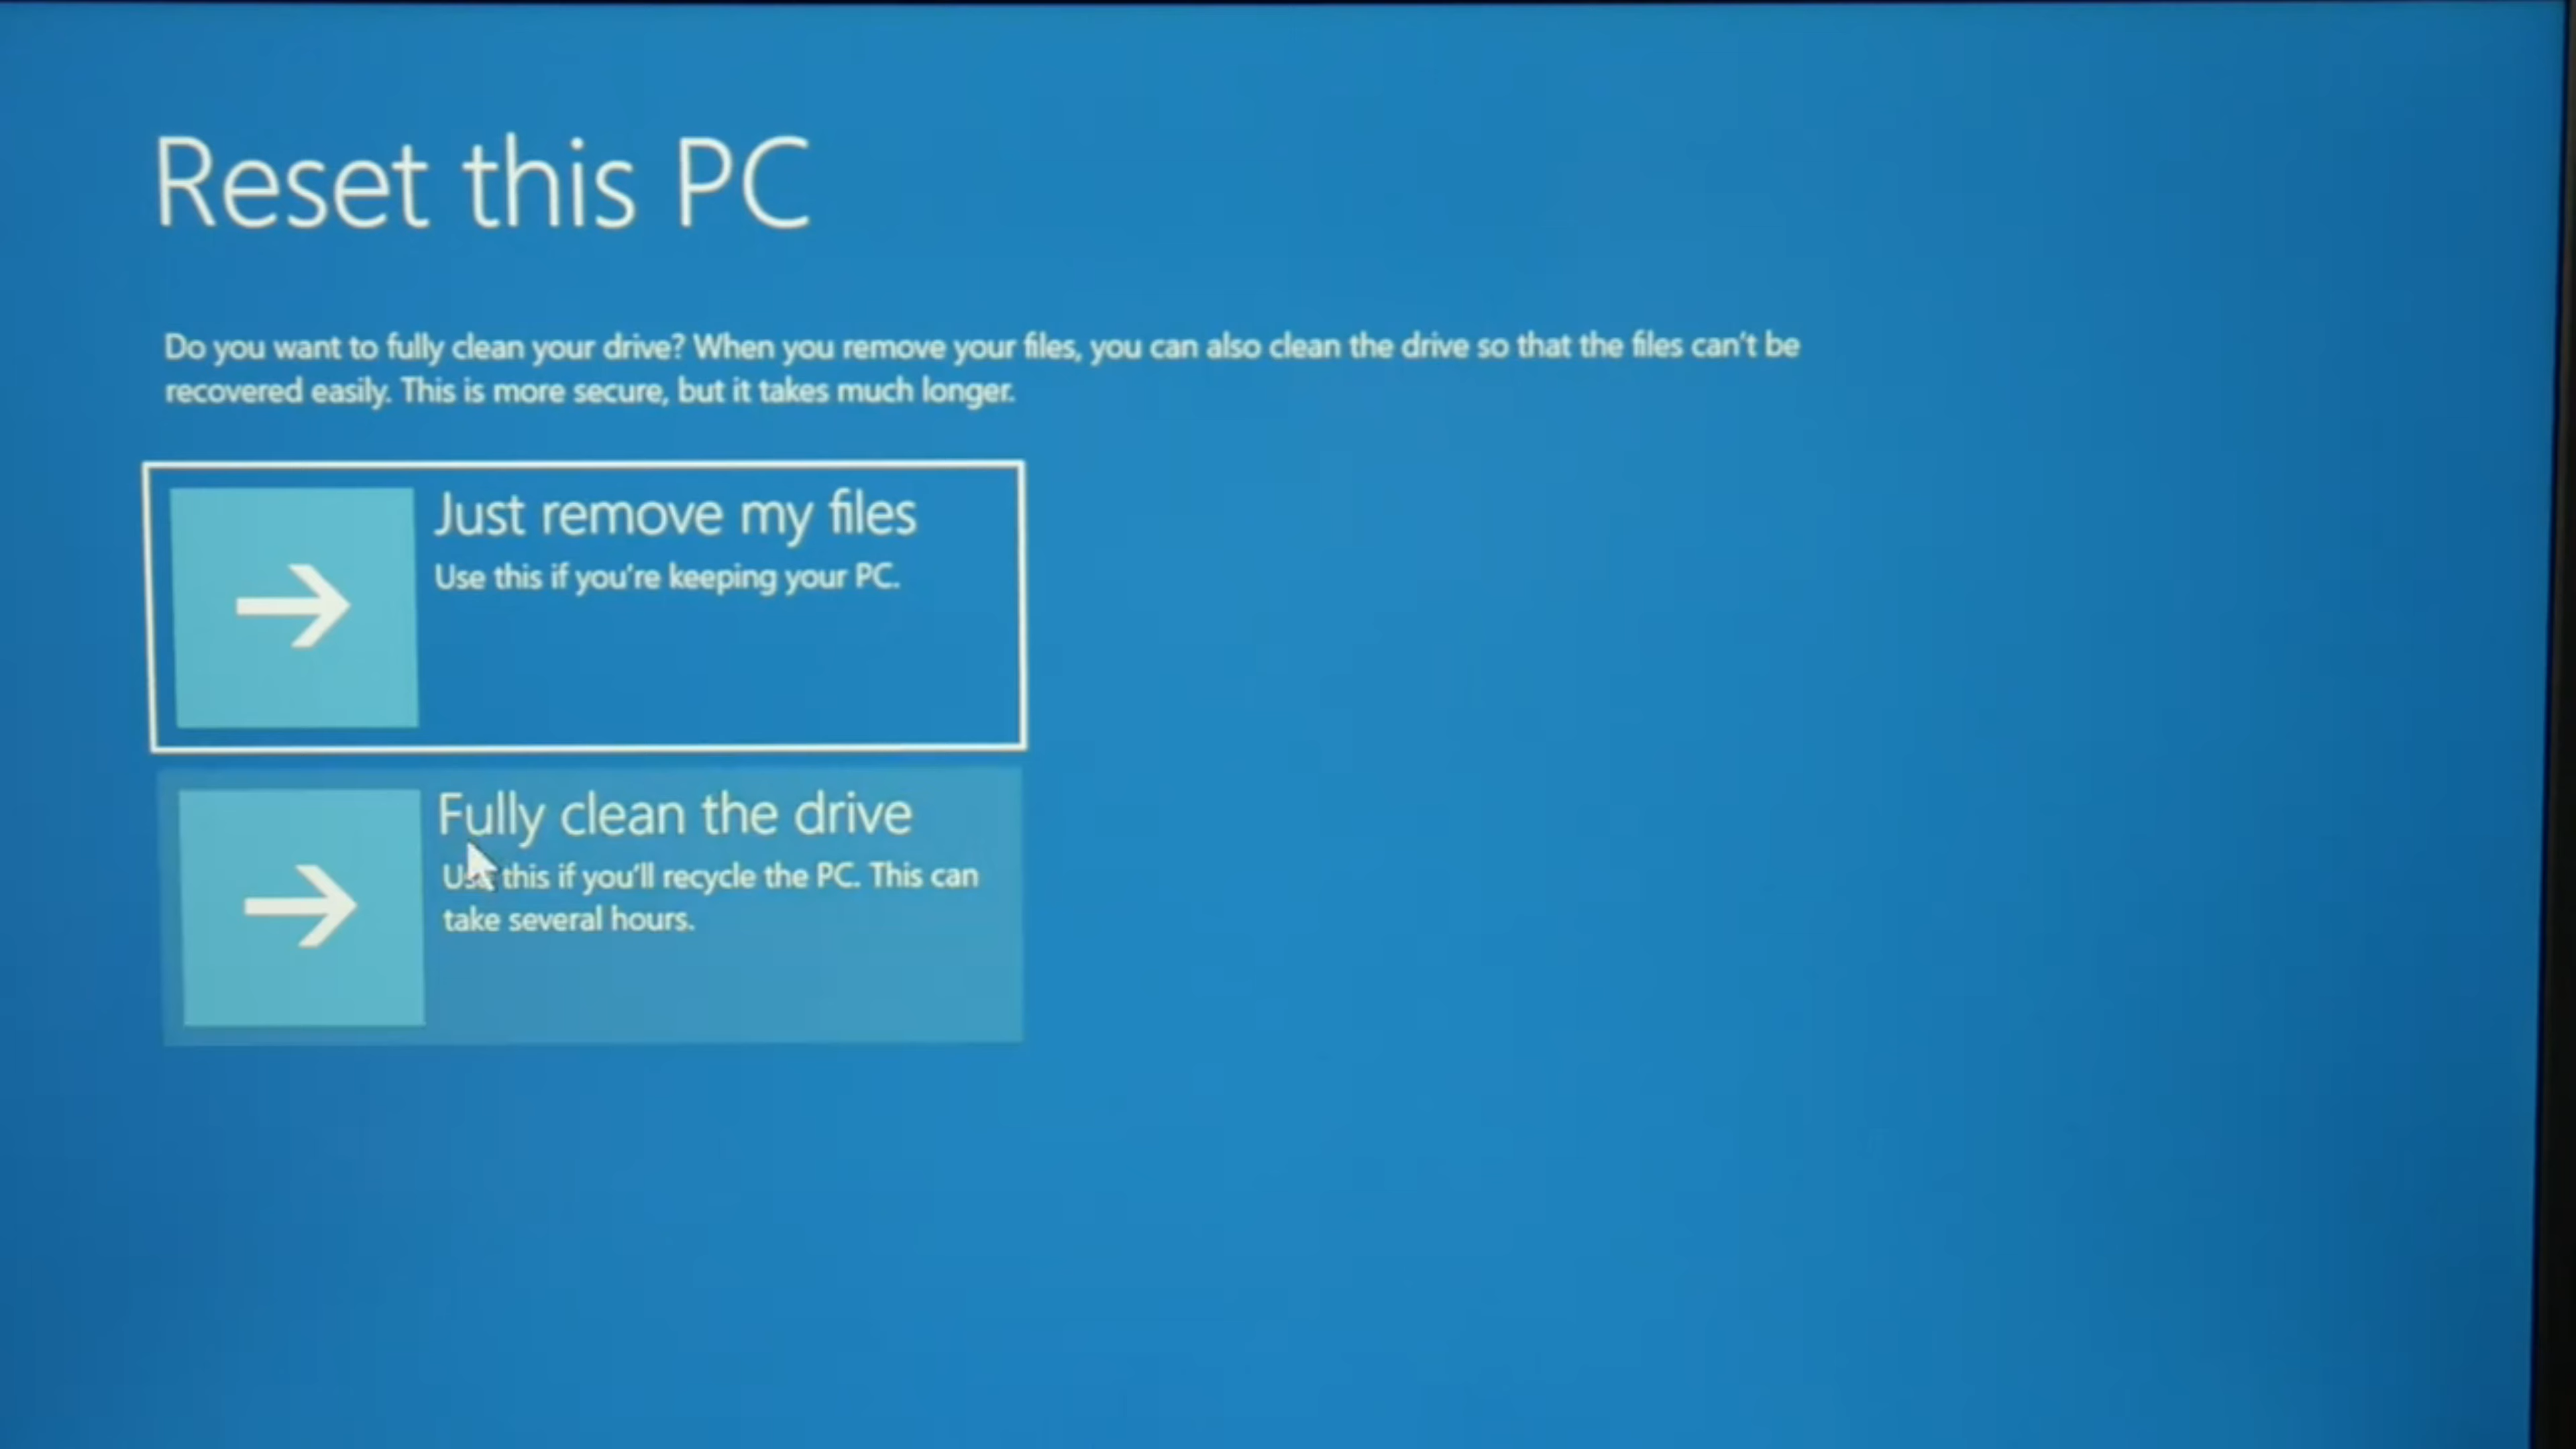 Reset this PC
Do you want to fully clean your drive? When you remove your files, you can also clean the drive so that the files can't be
recovered easily. This is more secure, but it takes much longer.
Just remove my files
Use this if you're keeping your PC.
Fully clean the drive
Use this if you'll recycle the PC. This can
take several hours.